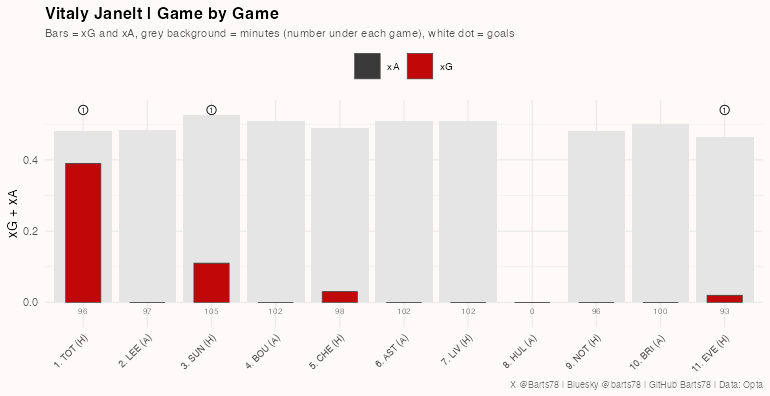 Vitaly Janelt | Game by Game
Bars = xG and xA, grey background = minutes (number under each game), white dot = goals
xA xG
1 1 1
xG + xA
0.4
0.2
0.0
96 97 105 102 98 102 102 0 96 100 93
1. TOT (H) 2. LEE (A) 3. SUN (H) 4. BOU (A) 5. CHE (H) 6. AST (A) 7. LIV (H) 8. HUL (A) 9. NOT (H) 10. BRI (A) 11. EVE (H)
X @Barts78 | Bluesky @barts78 | GitHub Barts78 | Data: Opta